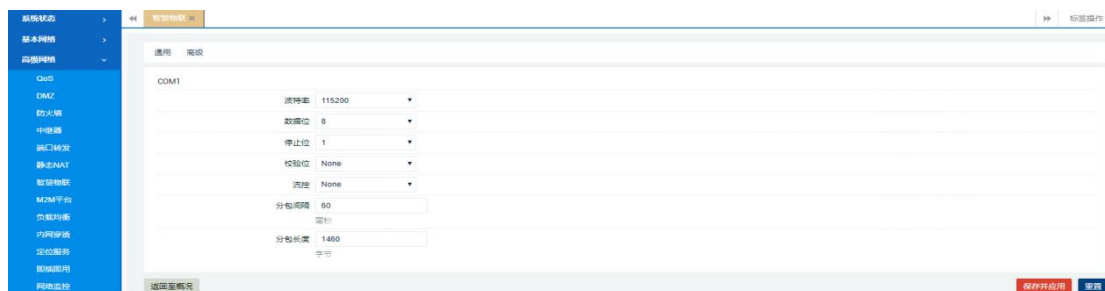 系统状态
基本网络
高级网络
QoS
DMZ
防火墙
中继器
端口转发
静态NAT
智慧物联
M2M平台
负载均衡
内网穿透
定位服务
即插即用
网络监控
智慧物联
标签操作
通用 高级
COM1
波特率 115200
数据位 8
停止位 1
校验位 None
流控 None
分包间隔 60
毫秒
分包长度 1460
字节
返回至概况
保存并应用 重置